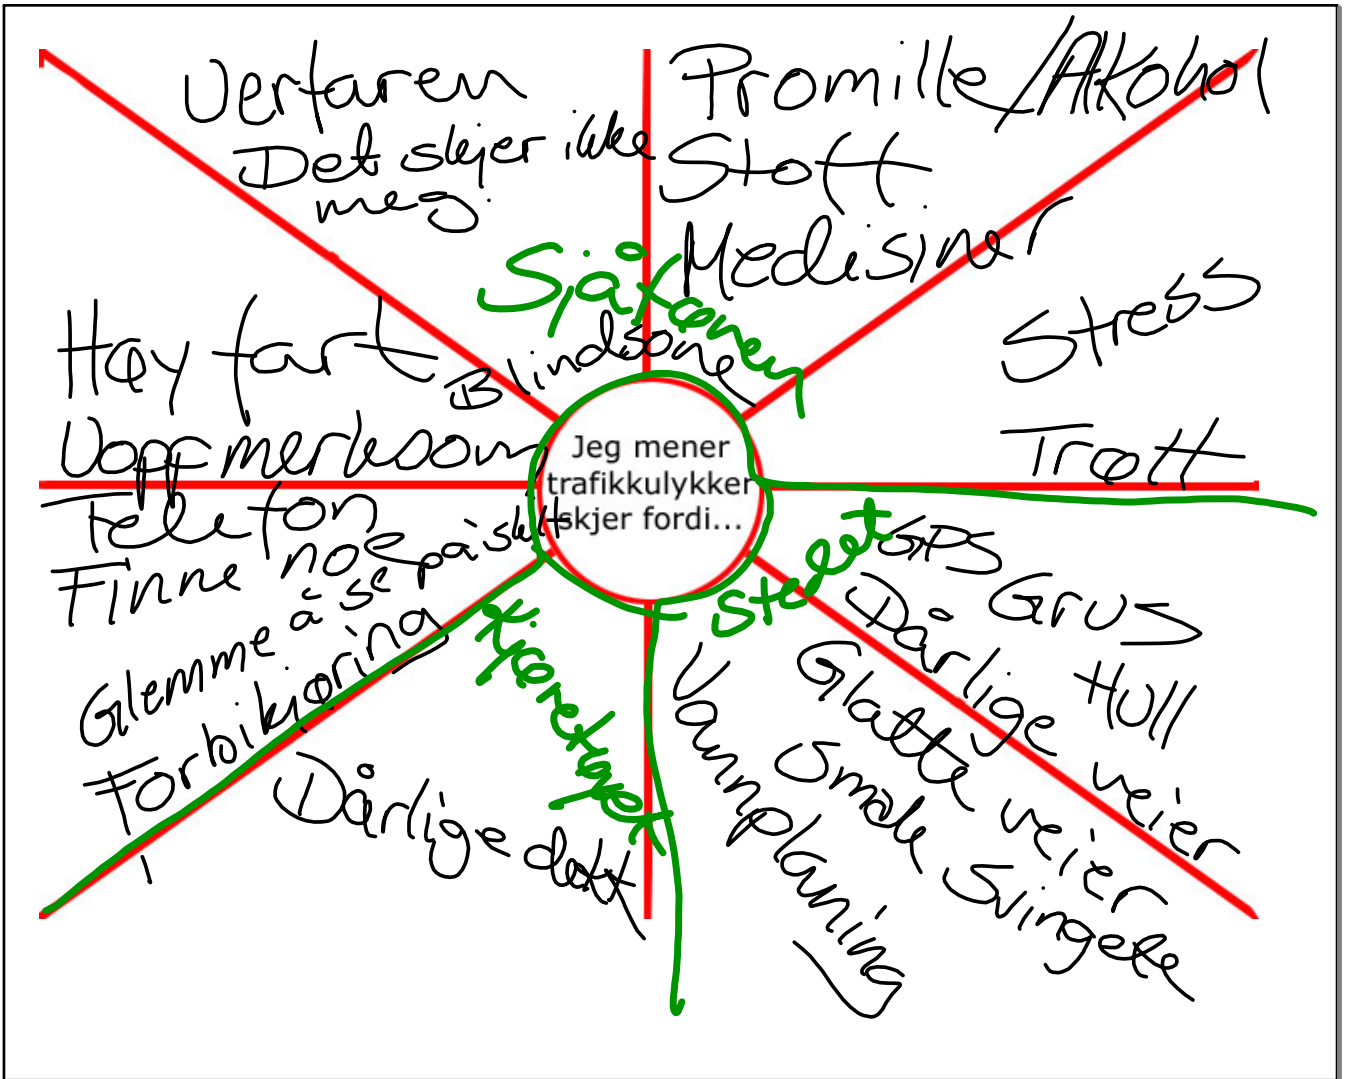 Uerfaren
Det skjer ikke
meg
Promille/Alkohol
Stoff
Medisiner
Stress
Trøtt
Sjåføren
Blindsone
Høy fart
Uoppmerksom
Telefon
Finne noe
Glemme å se på skilt
Forbikjøring
Jeg mener
trafikkulykker
skjer fordi...
Stedet
GPS
Grus
Hull
Dårlige veier
Glatte veier
Smale Svingete
Vannplaning
Kjøretøyet
Dårlige dekk